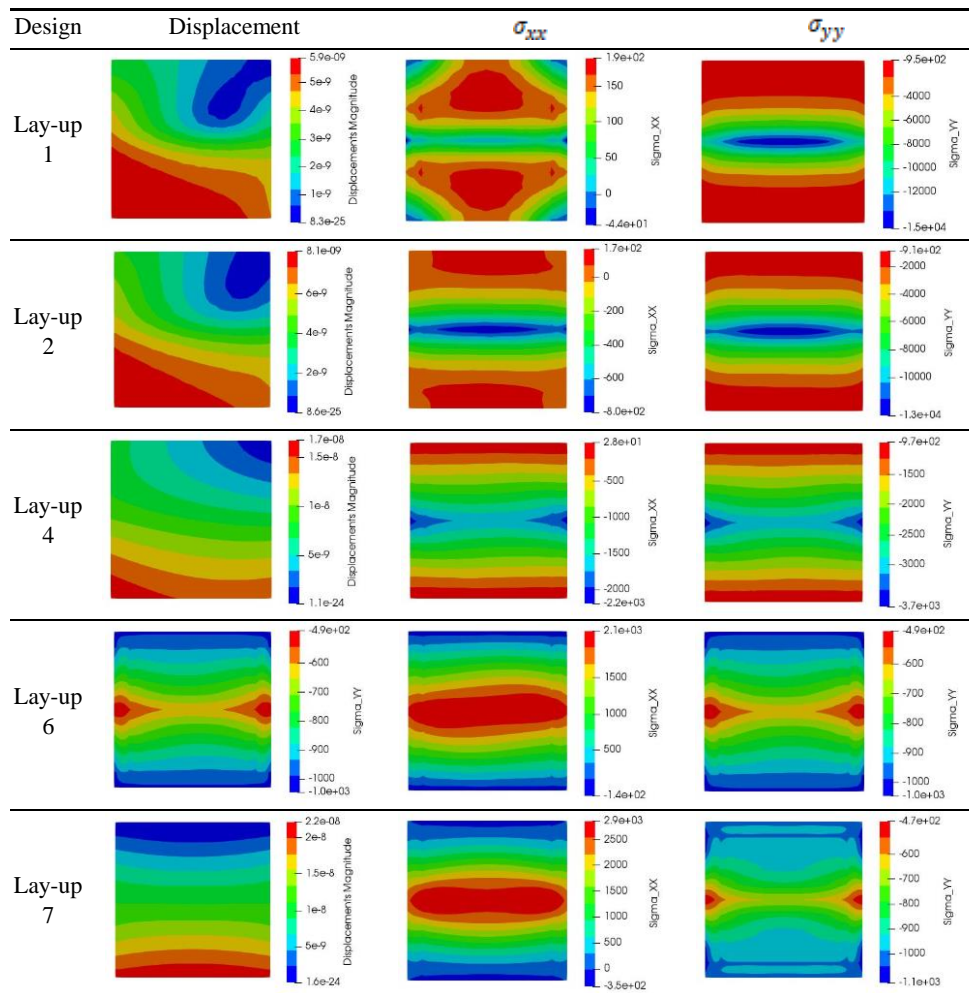 Design Displacement σxx σyy
Lay-up
1
5.9e-09
5e-9
4e-9
3e-9
2e-9
1e-9
8.3e-25
Displacements Magnitude
1.9e+02
150
100
50
0
-4.4e+01
Sigma_XX
-9.5e+02
-4000
-6000
-8000
-10000
-12000
-1.5e+04
Sigma_YY
Lay-up
2
8.1e-09
6e-9
4e-9
2e-9
8.6e-25
Displacements Magnitude
1.7e+02
0
-200
-400
-600
-8.0e+02
Sigma_XX
-9.1e+02
-2000
-4000
-6000
-8000
-10000
-1.3e+04
Sigma_YY
Lay-up
4
1.7e-08
1.5e-8
1e-8
5e-9
1.1e-24
Displacements Magnitude
2.8e+01
-500
-1000
-1500
-2000
-2.2e+03
Sigma_XX
-9.7e+02
-1500
-2000
-2500
-3000
-3.7e+03
Sigma_YY
Lay-up
6
-4.9e+02
-600
-700
-800
-900
-1000
-1.0e+03
Sigma_YY
2.1e+03
1500
1000
500
-1.4e+02
Sigma_XX
-4.9e+02
-600
-700
-800
-900
-1000
-1.0e+03
Sigma_YY
Lay-up
7
2.2e-08
2e-8
1.5e-8
1e-8
5e-9
1.6e-24
Displacements Magnitude
2.9e+03
2500
2000
1500
1000
500
0
-3.5e+02
Sigma_XX
-4.7e+02
-600
-700
-800
-900
-1000
-1.1e+03
Sigma_YY